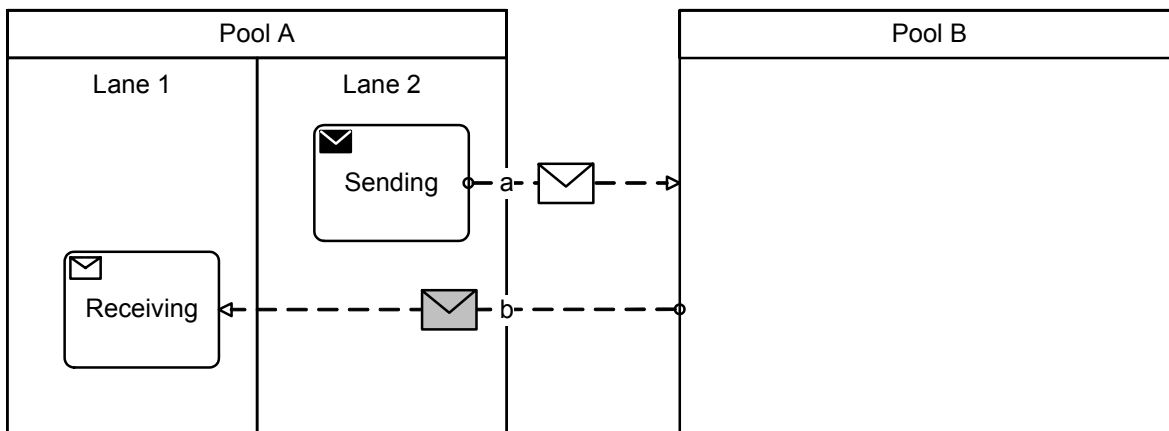 Pool A
Pool B
Lane 1
Lane 2
Sending
a
Receiving
b